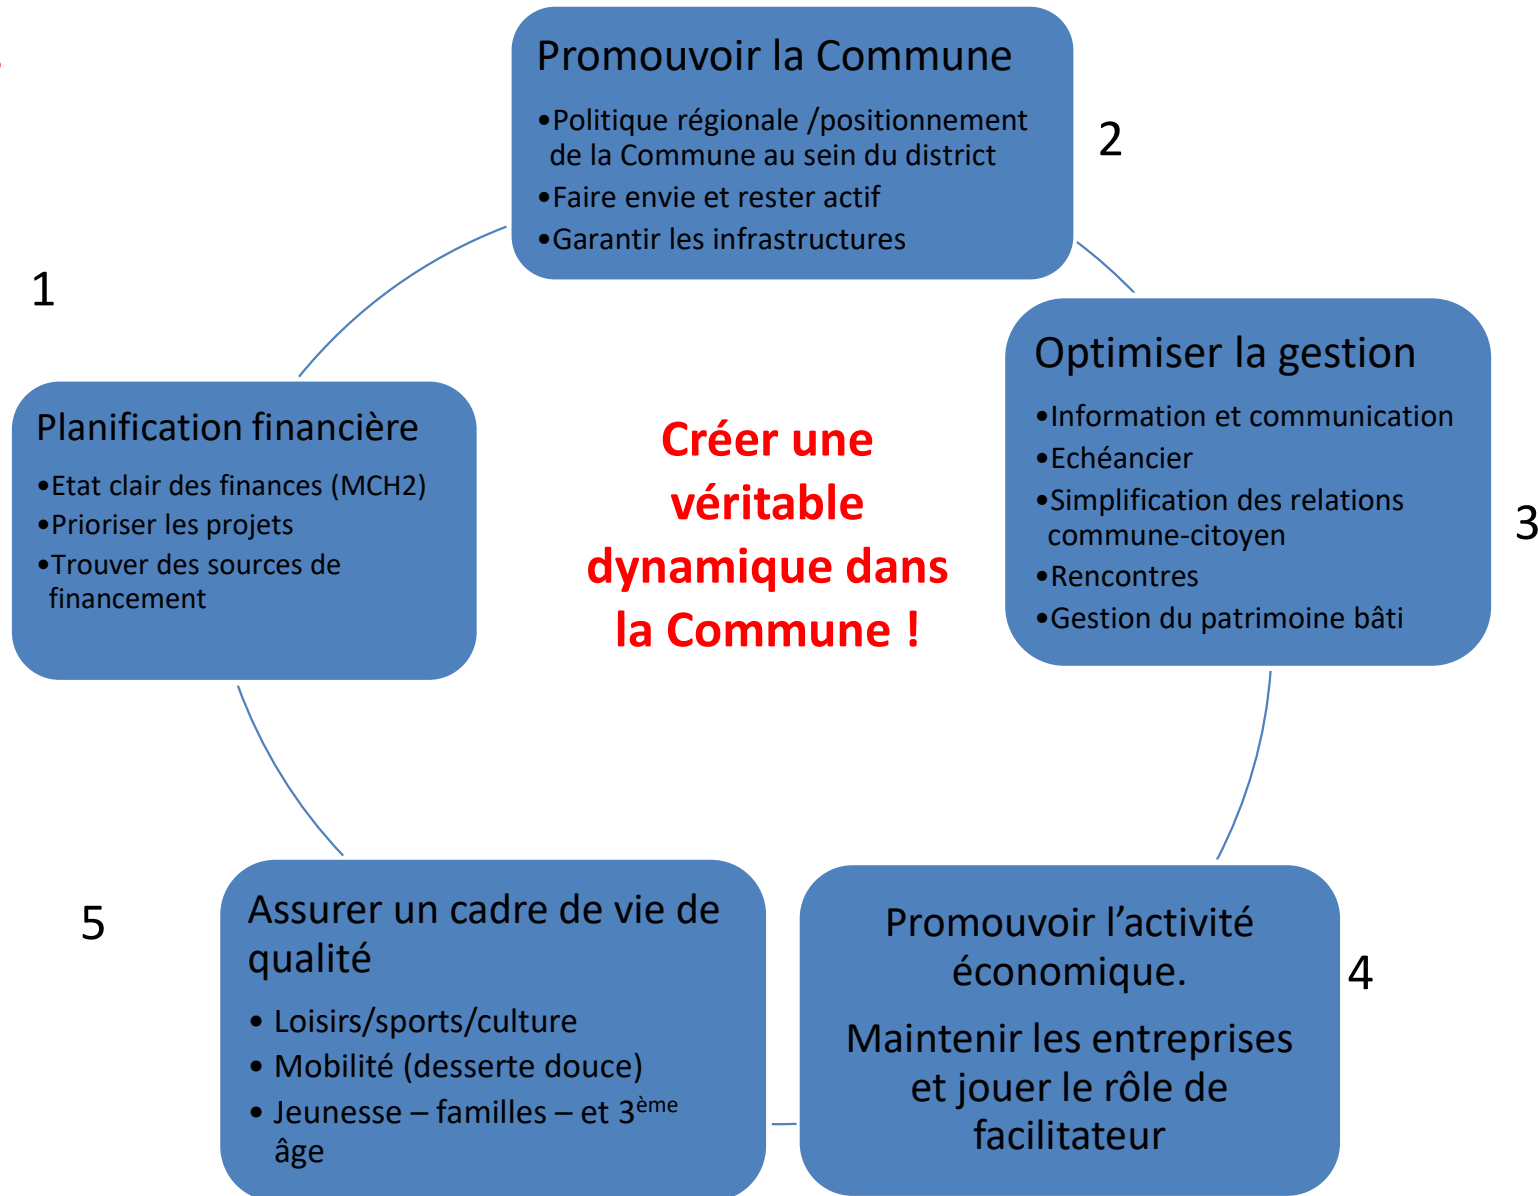 Promouvoir la Commune
•Politique régionale /positionnement
de la Commune au sein du district
•Faire envie et rester actif
•Garantir les infrastructures
2
1
Planification financière
•Etat clair des finances (MCH2)
•Prioriser les projets
•Trouver des sources de
financement
Créer une
véritable
dynamique dans
la Commune !
Optimiser la gestion
•Information et communication
•Echéancier
•Simplification des relations
commune-citoyen
•Rencontres
•Gestion du patrimoine bâti
3
5
Assurer un cadre de vie de
qualité
• Loisirs/sports/culture
• Mobilité (desserte douce)
• Jeunesse – familles – et 3ème
âge
Promouvoir l’activité
économique.
Maintenir les entreprises
et jouer le rôle de
facilitateur
4